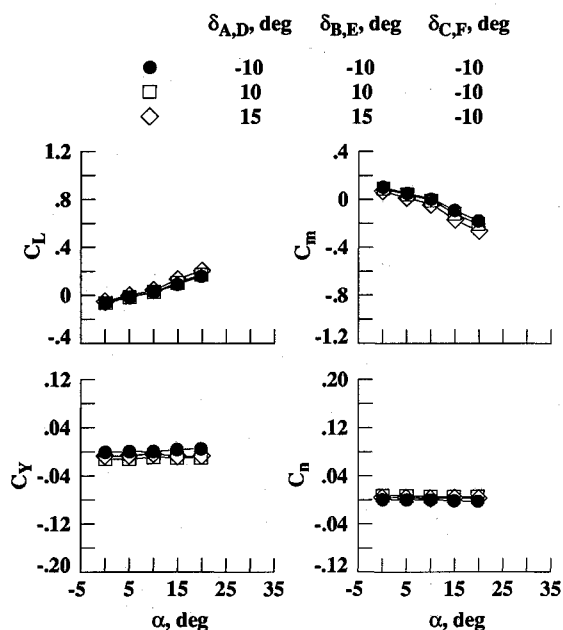 δA,D, deg δB,E, deg δC,F, deg
-10 -10 -10
10 10 -10
15 15 -10
1.2
.8
CL
.4
0
-.4
.4
0
Cm
-.4
-.8
-1.2
.12
.04
CY
-.04
-.12
-.20
-5 5 15 25 35
α, deg
.20
.12
Cn
.04
-.04
-.12
-5 5 15 25 35
α, deg